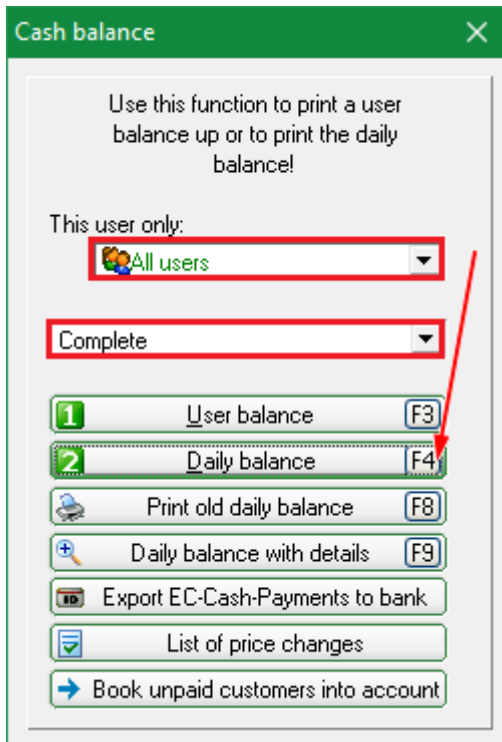 Cash balance
Use this function to print a user
balance up or to print the daily
balance!
This user only:
All users
Complete
1 User balance F3
2 Daily balance F4
Print old daily balance F8
Daily balance with details F9
ID Export EC-Cash-Payments to bank
List of price changes
Book unpaid customers into account